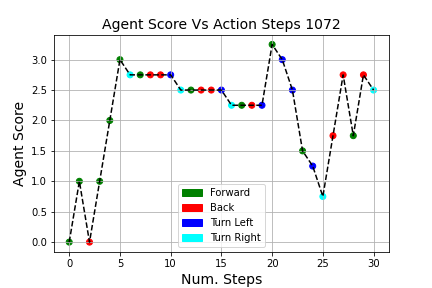 Agent Score Vs Action Steps 1072
Agent Score
3.0
2.5
2.0
1.5
1.0
0.5
0.0
Forward
Back
Turn Left
Turn Right
0 5 10 15 20 25 30
Num. Steps